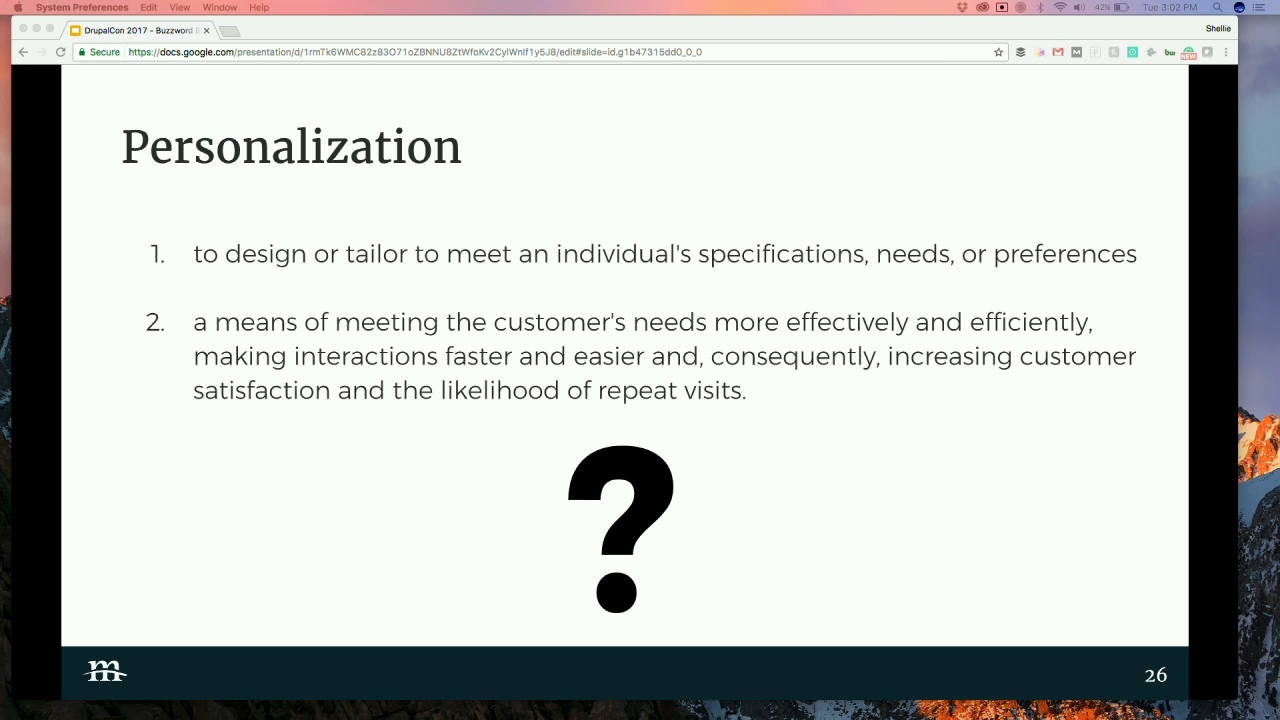 System Preferences Edit View Window Help
42% Tue 3:02 PM
DrupalCon 2017 - Buzzword
Shellie
Secure https://docs.google.com/presentation/d/1rmTk6WMC82z83O71oZBNNU8ZtWfoKv2CylWnIf1y5J8/edit#slide=id.g1b47315dd0_0_0
bw
NEW
Personalization
1. to design or tailor to meet an individual's specifications, needs, or preferences
2. a means of meeting the customer's needs more effectively and efficiently,
making interactions faster and easier and, consequently, increasing customer
satisfaction and the likelihood of repeat visits.
?
m
26